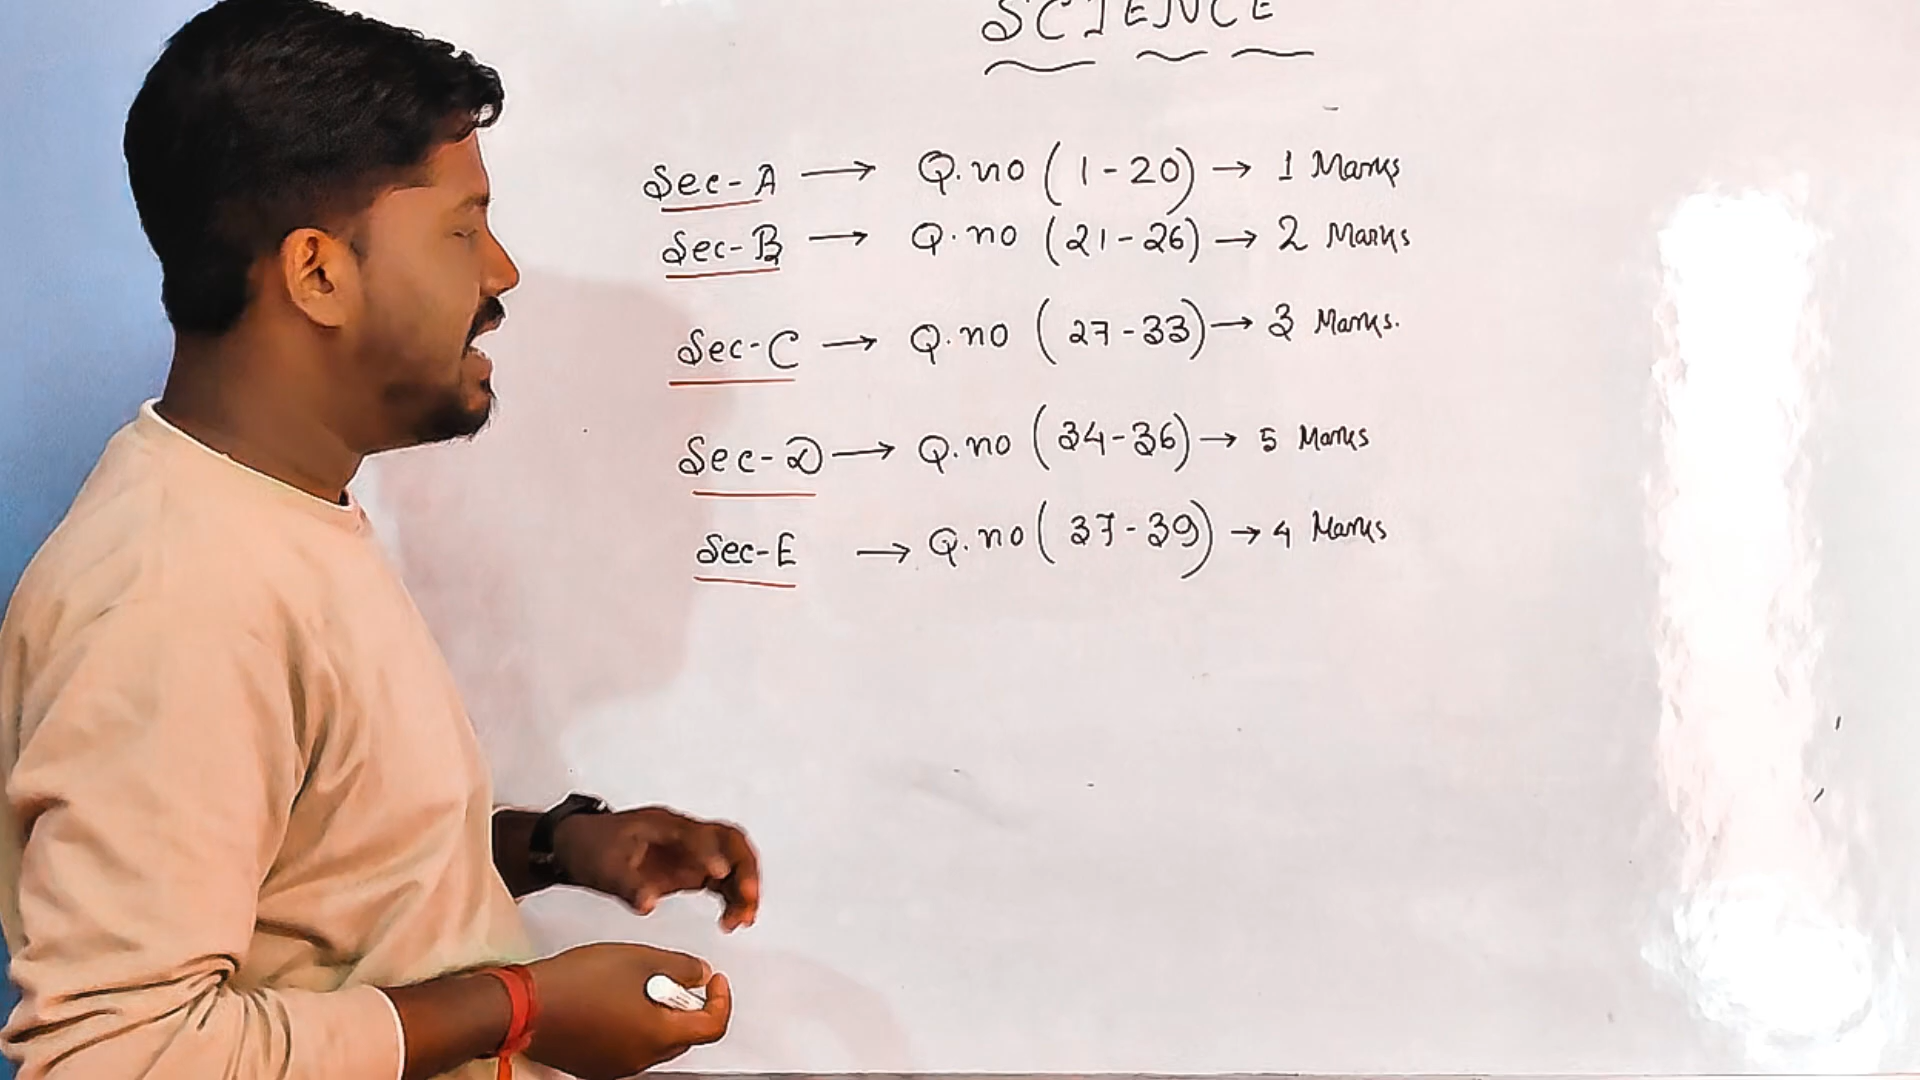 SCIENCE
Sec-A → Q.no (1-20) → 1 Marks
Sec-B → Q.no (21-26) → 2 Marks
Sec-C → Q.no (27-33) → 3 Marks.
Sec-D → Q.no (34-36) → 5 Marks
Sec-E → Q.no (37-39) → 4 Marks